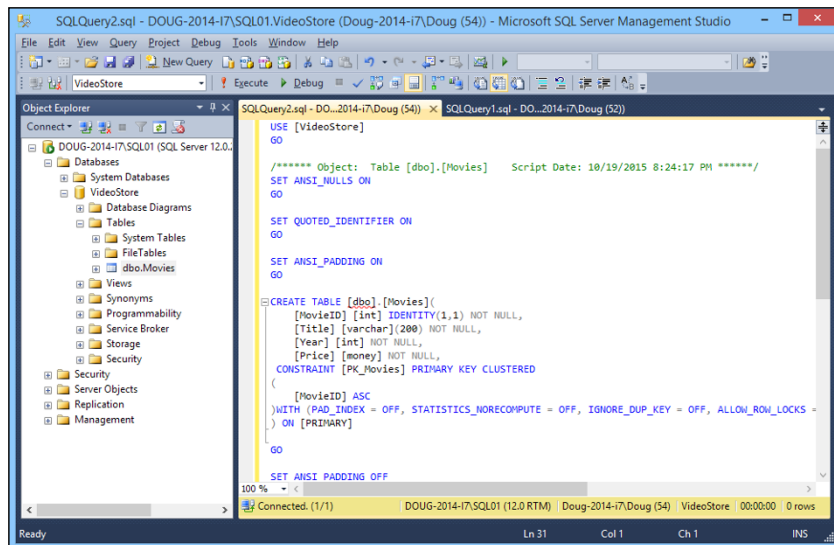 SQLQuery2.sql - DOUG-2014-I7\SQL01.VideoStore (Doug-2014-i7\Doug (54)) - Microsoft SQL Server Management Studio
File Edit View Query Project Debug Tools Window Help
New Query
VideoStore Execute Debug
Object Explorer
Connect
DOUG-2014-I7\SQL01 (SQL Server 12.0.
Databases
System Databases
VideoStore
Database Diagrams
Tables
System Tables
FileTables
dbo.Movies
Views
Synonyms
Programmability
Service Broker
Storage
Security
Security
Server Objects
Replication
Management
SQLQuery2.sql - DO...2014-i7\Doug (54)) SQLQuery1.sql - DO...2014-i7\Doug (52))
USE [VideoStore]
GO
/****** Object: Table [dbo].[Movies] Script Date: 10/19/2015 8:24:17 PM ******/
SET ANSI_NULLS ON
GO
SET QUOTED_IDENTIFIER ON
GO
SET ANSI_PADDING ON
GO
CREATE TABLE [dbo].[Movies](
[MovieID] [int] IDENTITY(1,1) NOT NULL,
[Title] [varchar](200) NOT NULL,
[Year] [int] NOT NULL,
[Price] [money] NOT NULL,
CONSTRAINT [PK_Movies] PRIMARY KEY CLUSTERED
(
[MovieID] ASC
)WITH (PAD_INDEX = OFF, STATISTICS_NORECOMPUTE = OFF, IGNORE_DUP_KEY = OFF, ALLOW_ROW_LOCKS =
) ON [PRIMARY]
GO
SET ANSI PADDING OFF
100 %
Connected. (1/1) DOUG-2014-I7\SQL01 (12.0 RTM) Doug-2014-i7\Doug (54) VideoStore 00:00:00 0 rows
Ready Ln 31 Col 1 Ch 1 INS